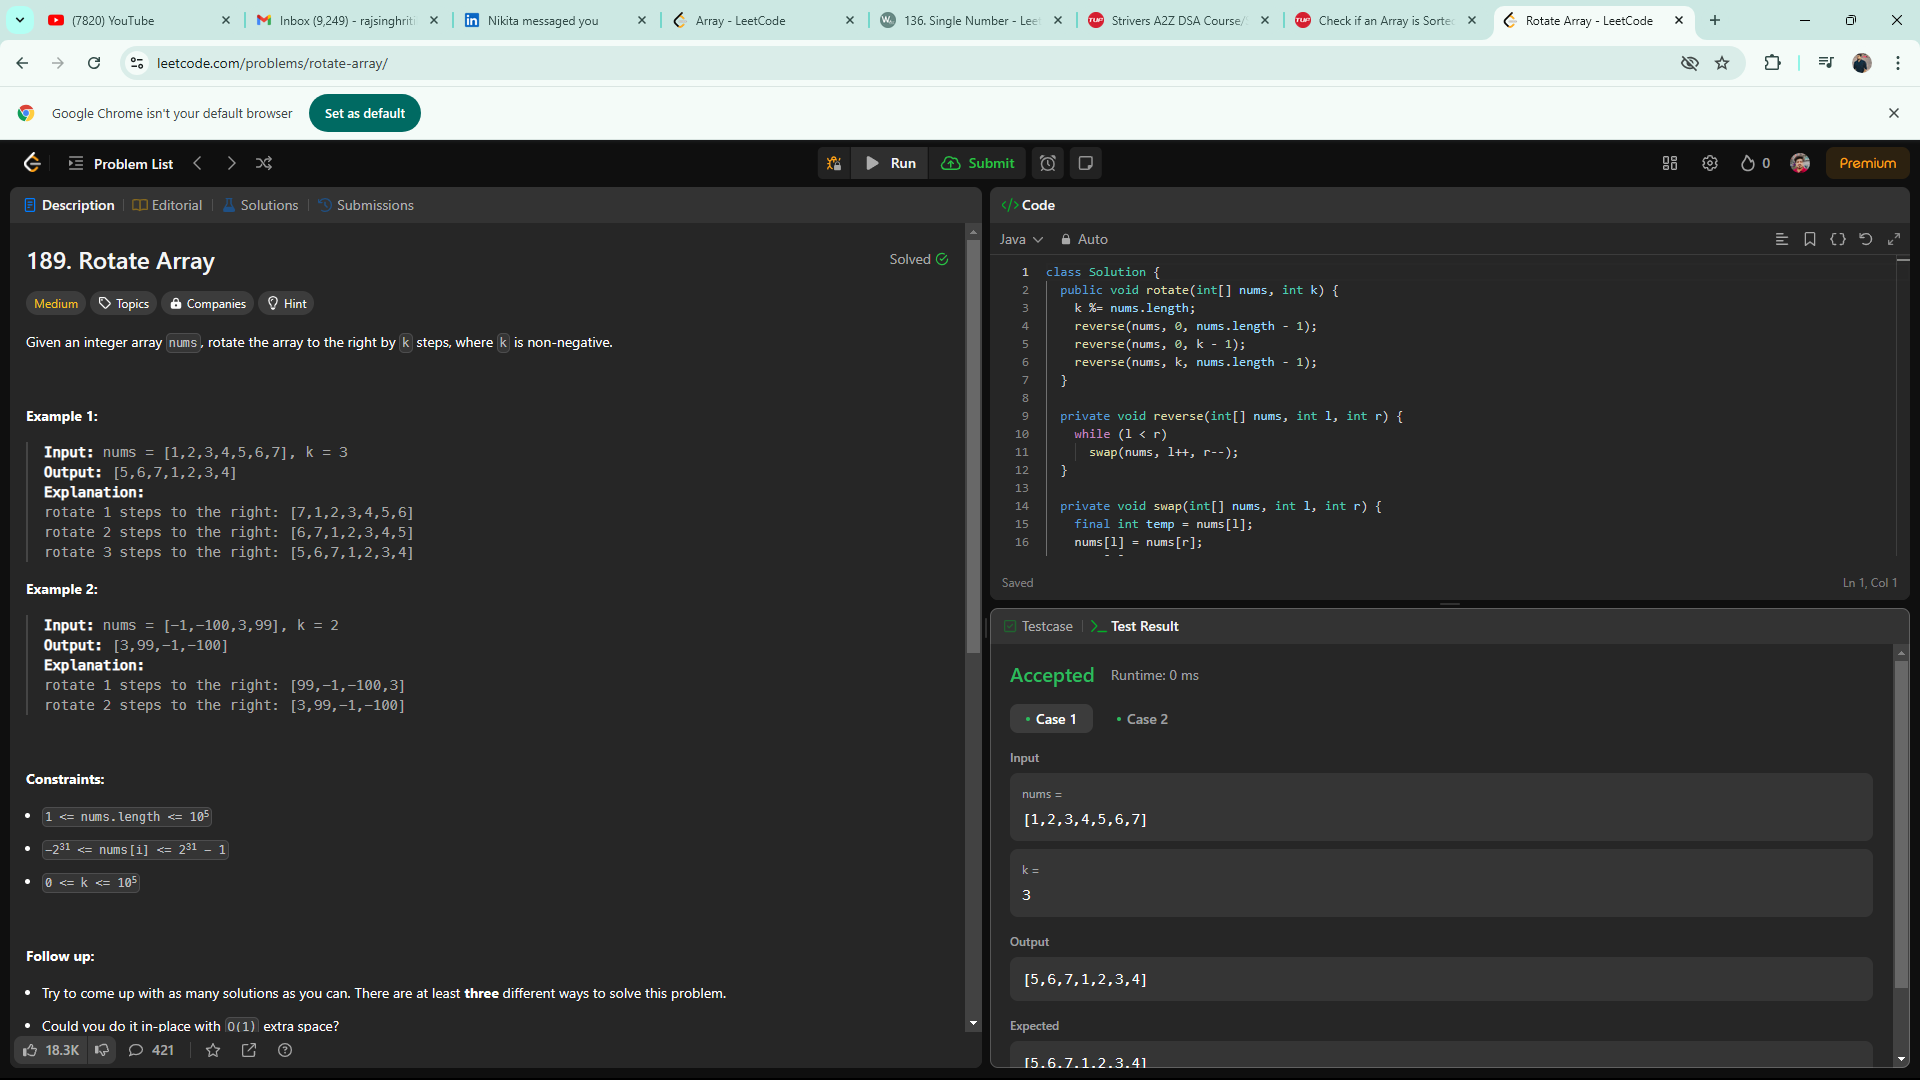 (7820) YouTube
Inbox (9,249) - rajsinghriti
Nikita messaged you
Array - LeetCode
136. Single Number - Leet
Strivers A2Z DSA Course/
Check if an Array is Sorted
Rotate Array - LeetCode
leetcode.com/problems/rotate-array/
Google Chrome isn't your default browser
Set as default
Problem List
Run
Submit
0
Premium
Description
Editorial
Solutions
Submissions
189. Rotate Array
Solved
Medium
Topics
Companies
Hint
Given an integer array nums, rotate the array to the right by k steps, where k is non-negative.
Example 1:
Input: nums = [1,2,3,4,5,6,7], k = 3
Output: [5,6,7,1,2,3,4]
Explanation:
rotate 1 steps to the right: [7,1,2,3,4,5,6]
rotate 2 steps to the right: [6,7,1,2,3,4,5]
rotate 3 steps to the right: [5,6,7,1,2,3,4]
Example 2:
Input: nums = [-1,-100,3,99], k = 2
Output: [3,99,-1,-100]
Explanation:
rotate 1 steps to the right: [99,-1,-100,3]
rotate 2 steps to the right: [3,99,-1,-100]
Constraints:
1 <= nums.length <= 10⁵
-2³¹ <= nums[i] <= 2³¹ - 1
0 <= k <= 10⁵
Follow up:
Try to come up with as many solutions as you can. There are at least three different ways to solve this problem.
Could you do it in-place with O(1) extra space?
18.3K
421
</> Code
Java
Auto
1 class Solution {
2 public void rotate(int[] nums, int k) {
3 k %= nums.length;
4 reverse(nums, 0, nums.length - 1);
5 reverse(nums, 0, k - 1);
6 reverse(nums, k, nums.length - 1);
7 }
8
9 private void reverse(int[] nums, int l, int r) {
10 while (l < r)
11 swap(nums, l++, r--);
12 }
13
14 private void swap(int[] nums, int l, int r) {
15 final int temp = nums[l];
16 nums[l] = nums[r];
Saved
Ln 1, Col 1
Testcase
Test Result
Accepted
Runtime: 0 ms
Case 1
Case 2
Input
nums =
[1,2,3,4,5,6,7]
k =
3
Output
[5,6,7,1,2,3,4]
Expected
[5,6,7,1,2,3,4]